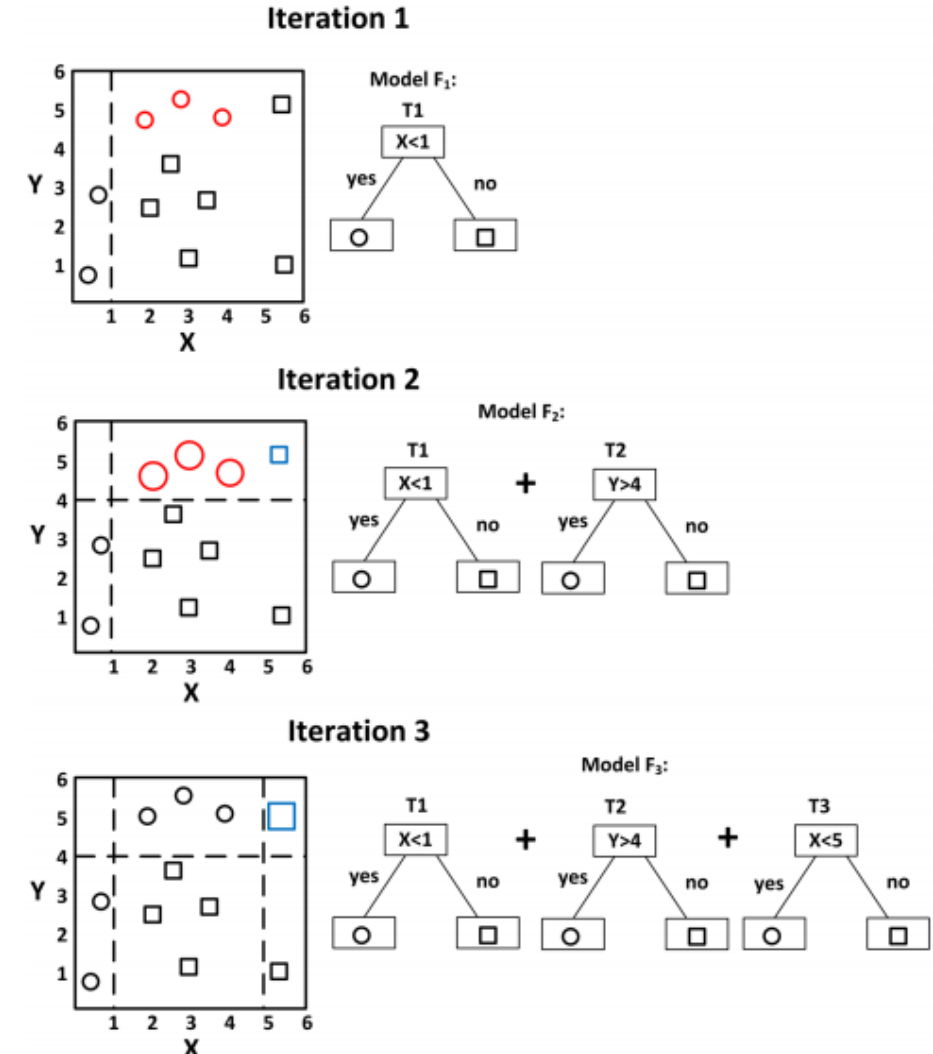 Iteration 1
Model F₁:
T1
X<1
yes no
6
5
4
3
2
1
Y
1 2 3 4 5 6
X
Iteration 2
Model F₂:
T1 T2
X<1 + Y>4
yes no yes no
6
5
4
3
2
1
Y
1 2 3 4 5 6
X
Iteration 3
Model F₃:
T1 T2 T3
X<1 + Y>4 + X<5
yes no yes no yes no
6
5
4
3
2
1
Y
1 2 3 4 5 6
X